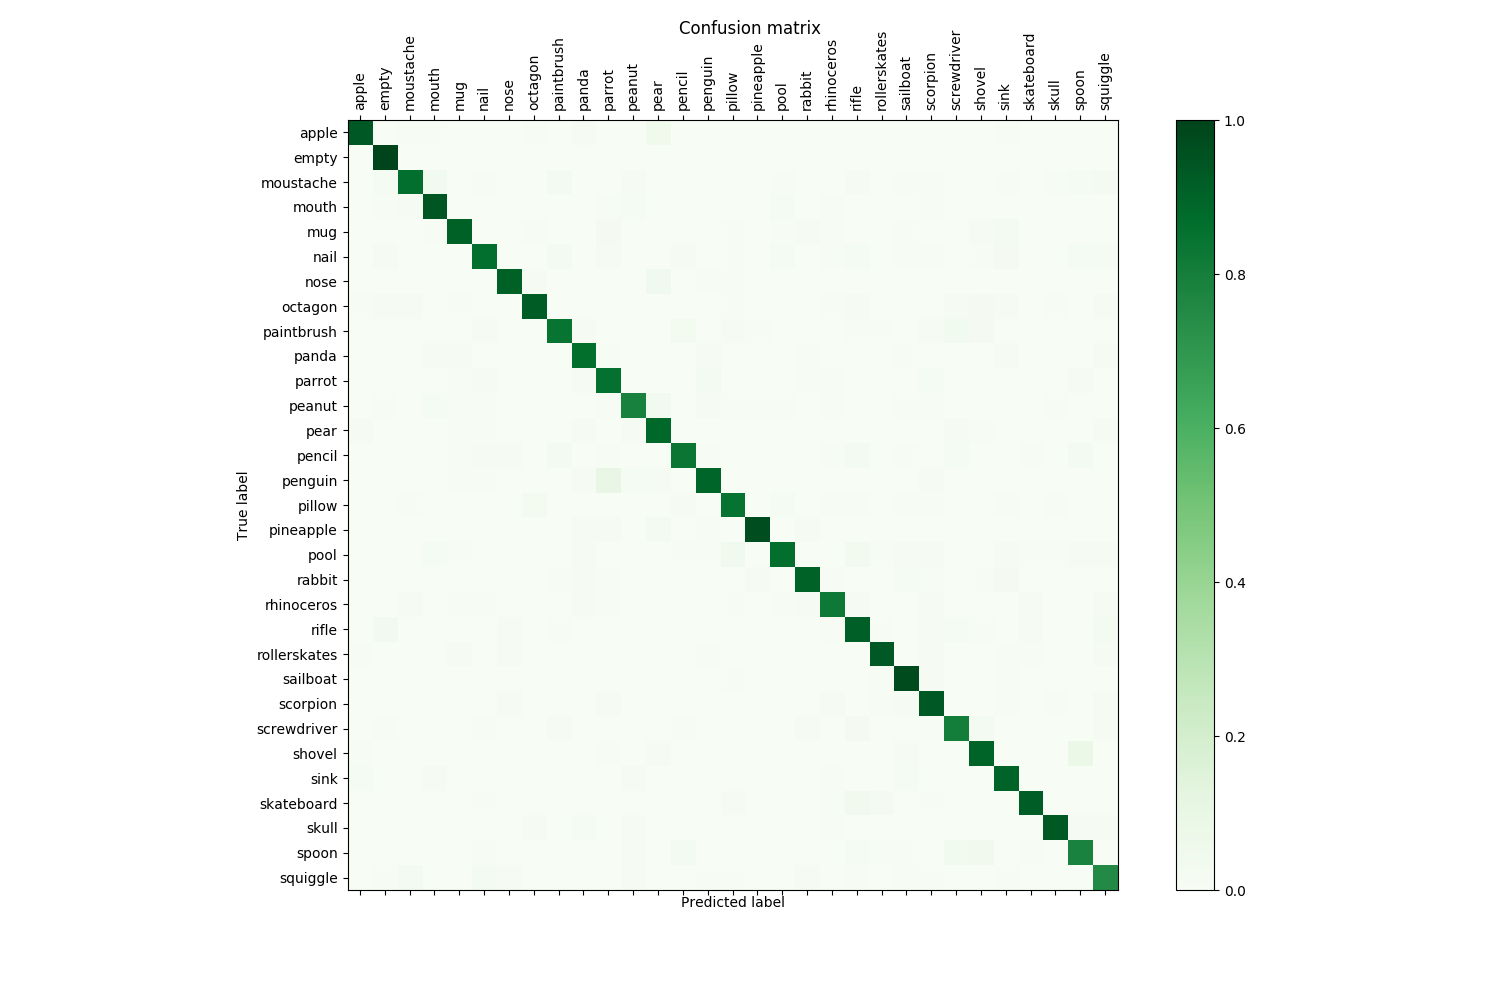 Confusion matrix
apple
empty
moustache
mouth
mug
nail
nose
octagon
paintbrush
panda
parrot
peanut
pear
pencil
penguin
pillow
pineapple
pool
rabbit
rhinoceros
rifle
rollerskates
sailboat
scorpion
screwdriver
shovel
sink
skateboard
skull
spoon
squiggle
True label
apple
empty
moustache
mouth
mug
nail
nose
octagon
paintbrush
panda
parrot
peanut
pear
pencil
penguin
pillow
pineapple
pool
rabbit
rhinoceros
rifle
rollerskates
sailboat
scorpion
screwdriver
shovel
sink
skateboard
skull
spoon
squiggle
Predicted label
1.0
0.8
0.6
0.4
0.2
0.0